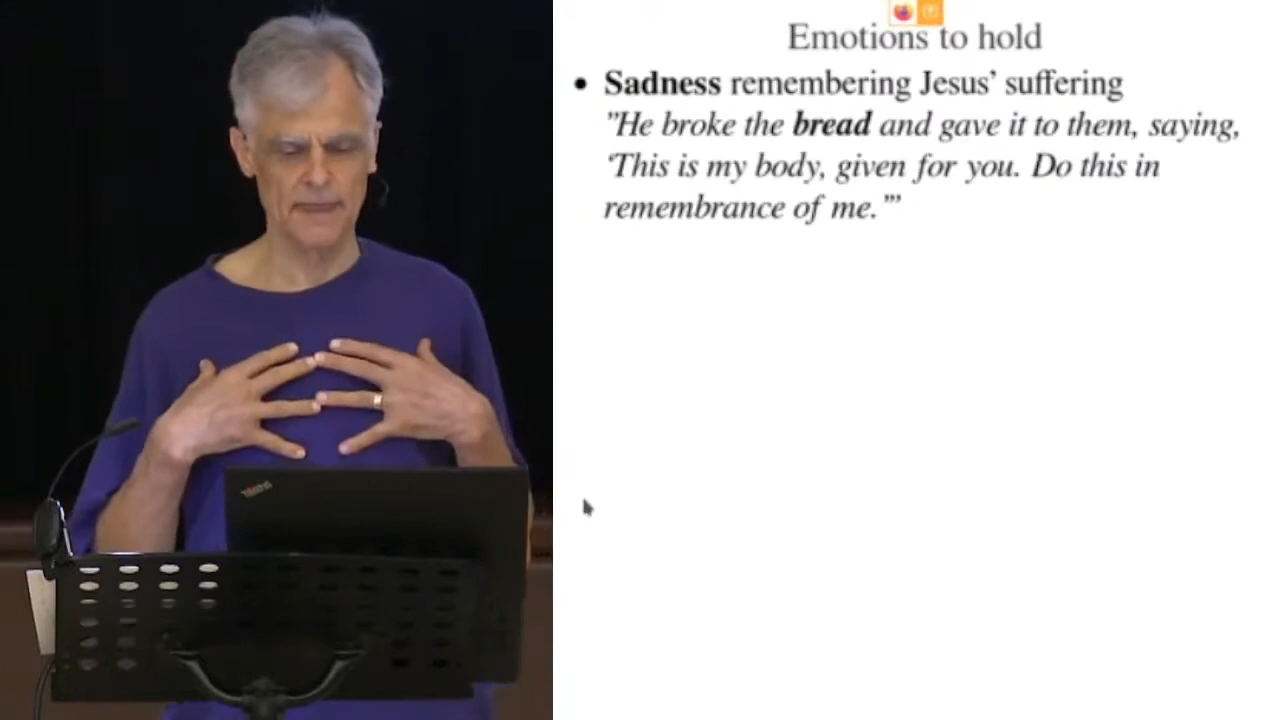 Emotions to hold
• Sadness remembering Jesus’ suffering
”He broke the bread and gave it to them, saying,
‘This is my body, given for you. Do this in
remembrance of me.’”
ThinkPad